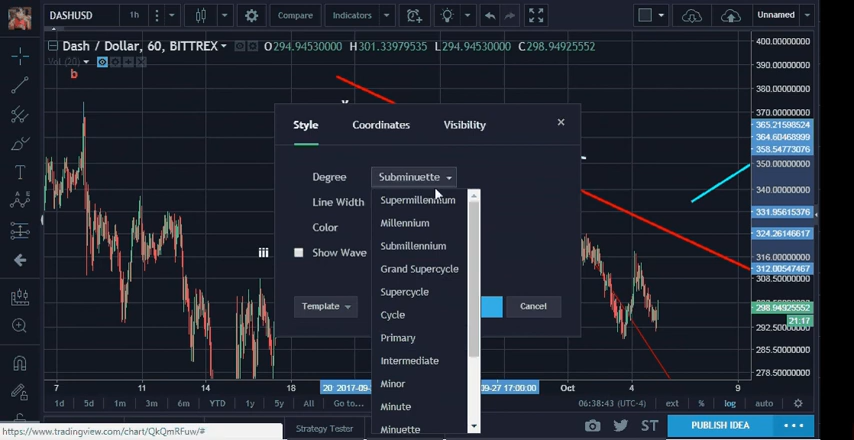 DASHUSD 1h Compare Indicators Unnamed
Dash / Dollar, 60, BITTREX O294.94530000 H301.33979535 L294.94530000 C298.94925552
Vol (20)
b
400.00000000
390.00000000
370.00000000
365.21598524
364.60468999
358.54773076
350.00000000
340.00000000
331.95615376
324.26146617
316.00000000
312.00547467
308.50000000
298.94925552
21:17
292.50000000
285.50000000
278.50000000
iii
Style Coordinates Visibility
Degree Subminuette
Line Width
Color
Show Wave
Template Cancel
Supermillennium
Millennium
Submillennium
Grand Supercycle
Supercycle
Cycle
Primary
Intermediate
Minor
Minute
Minuette
7 11 14 18 20 2017-09- -09-27 17:00:00 Oct 4 9
1d 5d 1m 3m 6m YTD 1y 5y All Go to... 06:38:43 (UTC-4) ext % log auto
https://www.tradingview.com/chart/QkQmRFuw/# Strategy Tester ST PUBLISH IDEA